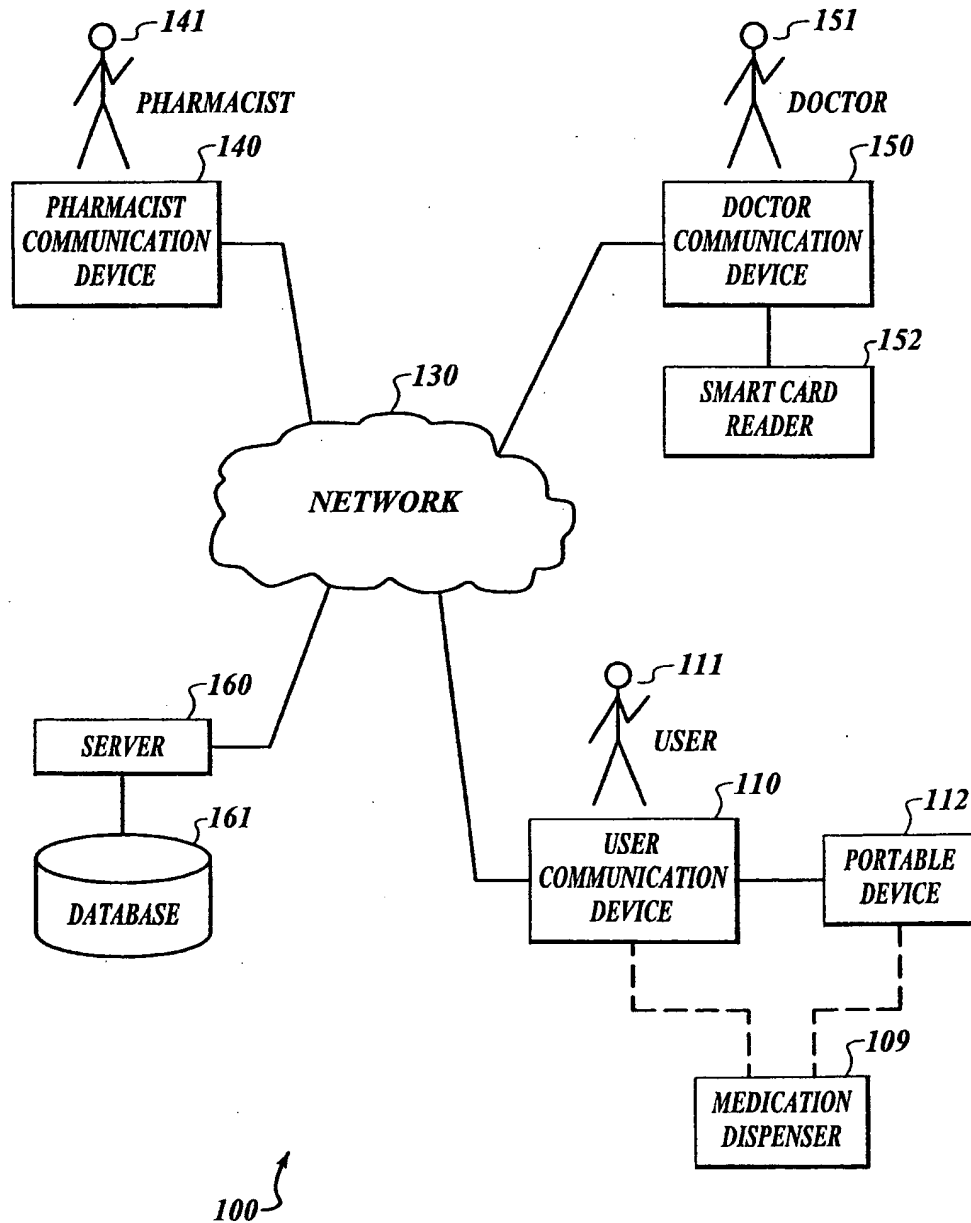 141
PHARMACIST
140
PHARMACIST
COMMUNICATION
DEVICE
151
DOCTOR
150
DOCTOR
COMMUNICATION
DEVICE
152
SMART CARD
READER
130
NETWORK
160
SERVER
161
DATABASE
111
USER
110
USER
COMMUNICATION
DEVICE
112
PORTABLE
DEVICE
109
MEDICATION
DISPENSER
100